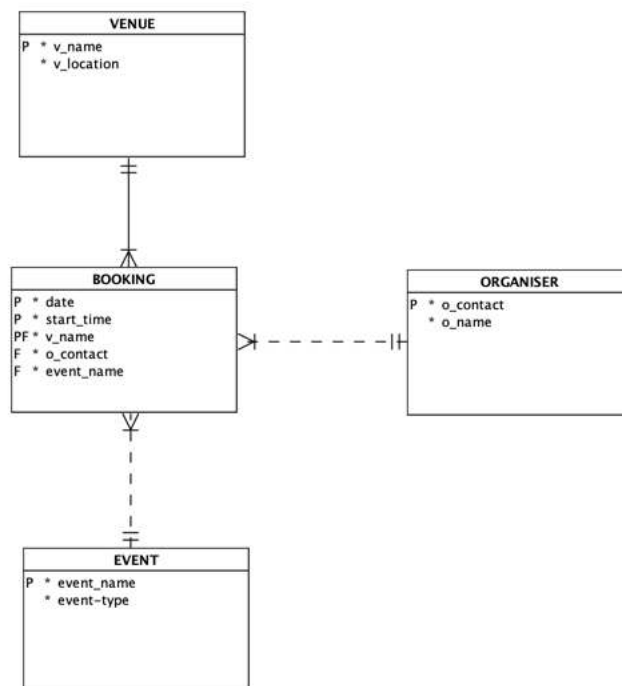 VENUE
P * v_name
* v_location
BOOKING
P * date
P * start_time
PF * v_name
F * o_contact
F * event_name
ORGANISER
P * o_contact
* o_name
EVENT
P * event_name
* event-type